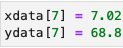 xdata[7] = 7.02
ydata[7] = 68.8